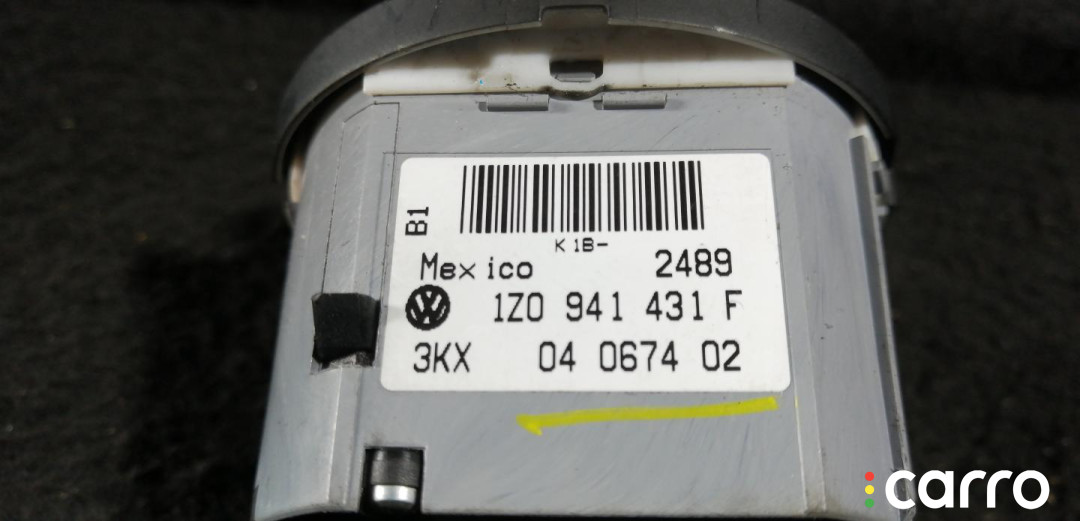 B1
K1B-
Mexico 2489
1Z0 941 431 F
3KX 04 0674 02
carro